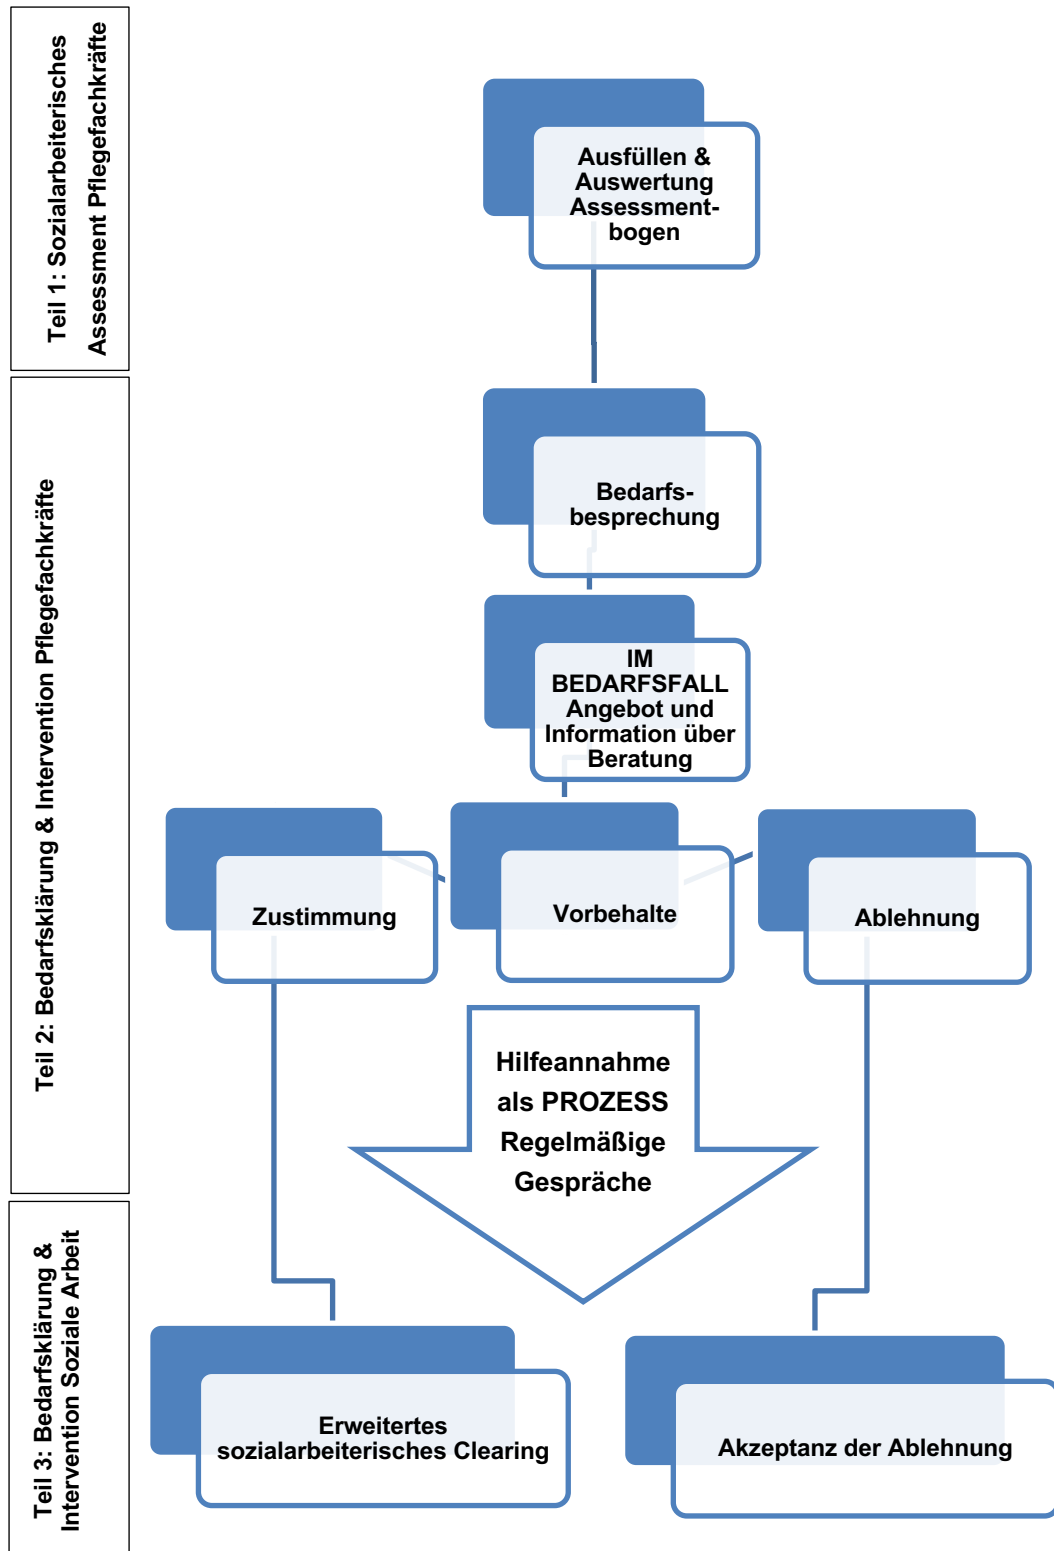 Teil 1: Sozialarbeiterisches
Assessment Pflegefachkräfte
Ausfüllen &
Auswertung
Assessment-
bogen
Teil 2: Bedarfsklärung & Intervention Pflegefachkräfte
Bedarfs-
besprechung
IM
BEDARFSFALL
Angebot und
Information über
Beratung
Zustimmung
Vorbehalte
Ablehnung
Hilfeannahme
als PROZESS
Regelmäßige
Gespräche
Teil 3: Bedarfsklärung &
Intervention Soziale Arbeit
Erweitertes
sozialarbeiterisches Clearing
Akzeptanz der Ablehnung